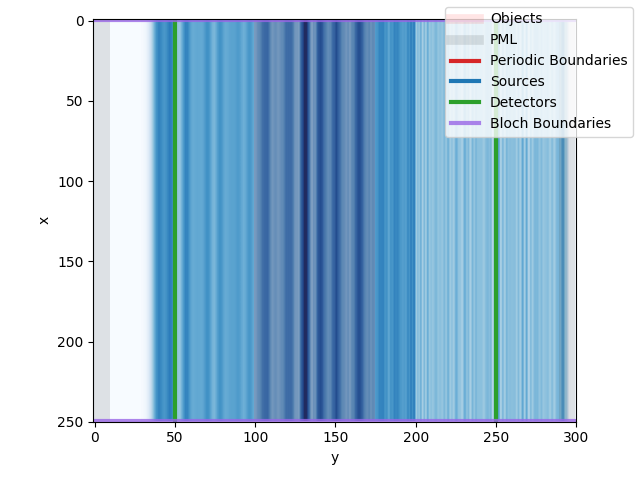 Objects
PML
Periodic Boundaries
Sources
Detectors
Bloch Boundaries
0
50
100
150
200
250
x
0 50 100 150 200 250 300
y